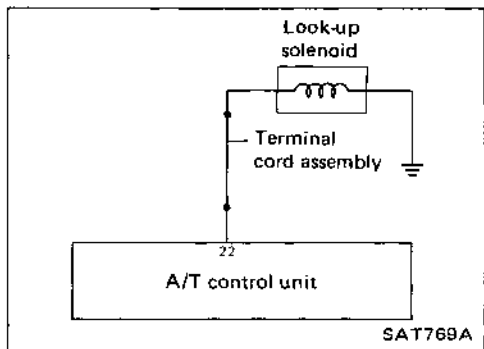 Look-up
solenoid
Terminal
cord assembly
22
A/T control unit
SAT769A